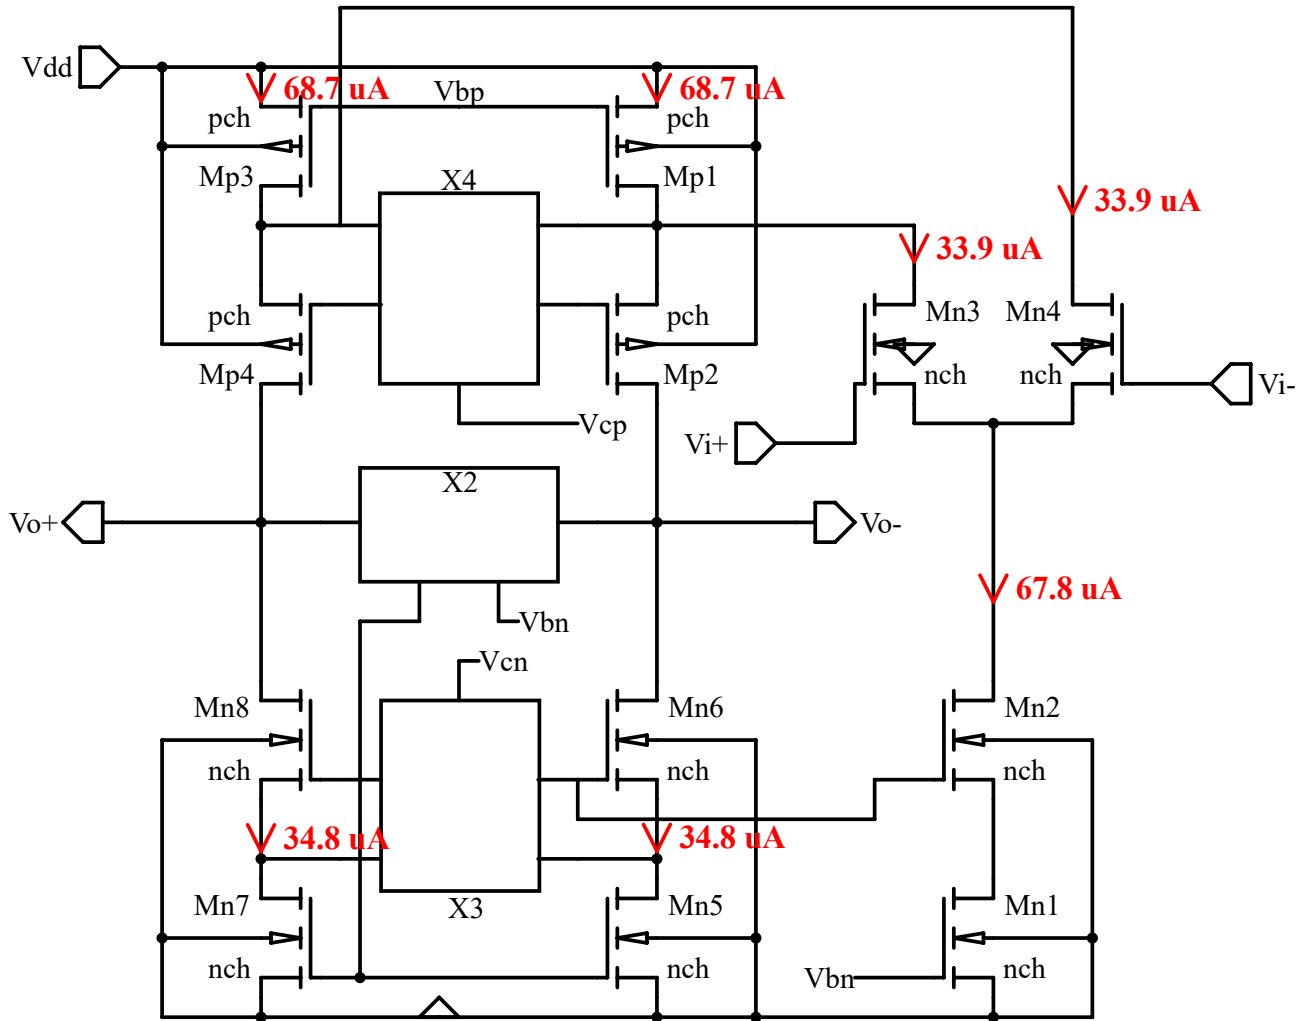 Vdd
68.7 uA
Vbp
68.7 uA
pch
pch
Mp3
X4
Mp1
33.9 uA
33.9 uA
pch
pch
Mn3
Mn4
Mp4
Mp2
nch
nch
Vi-
Vcp
Vi+
X2
Vo+
Vo-
67.8 uA
Vbn
Vcn
Mn8
Mn6
Mn2
nch
nch
nch
34.8 uA
34.8 uA
Mn7
X3
Mn5
Mn1
nch
nch
Vbn
nch